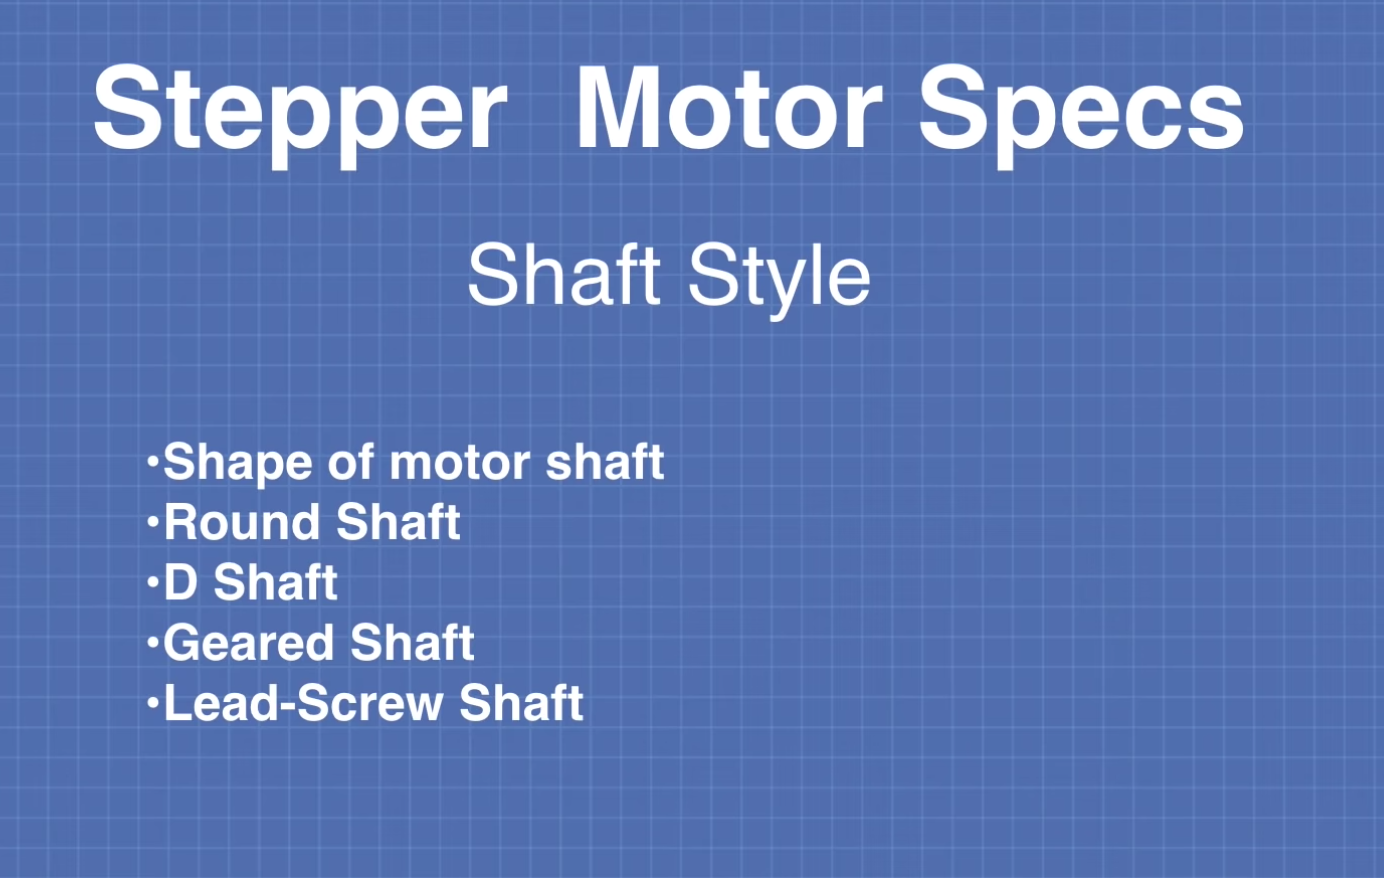 Stepper  Motor Specs
Shaft Style
•Shape of motor shaft
•Round Shaft
•D Shaft
•Geared Shaft
•Lead-Screw Shaft